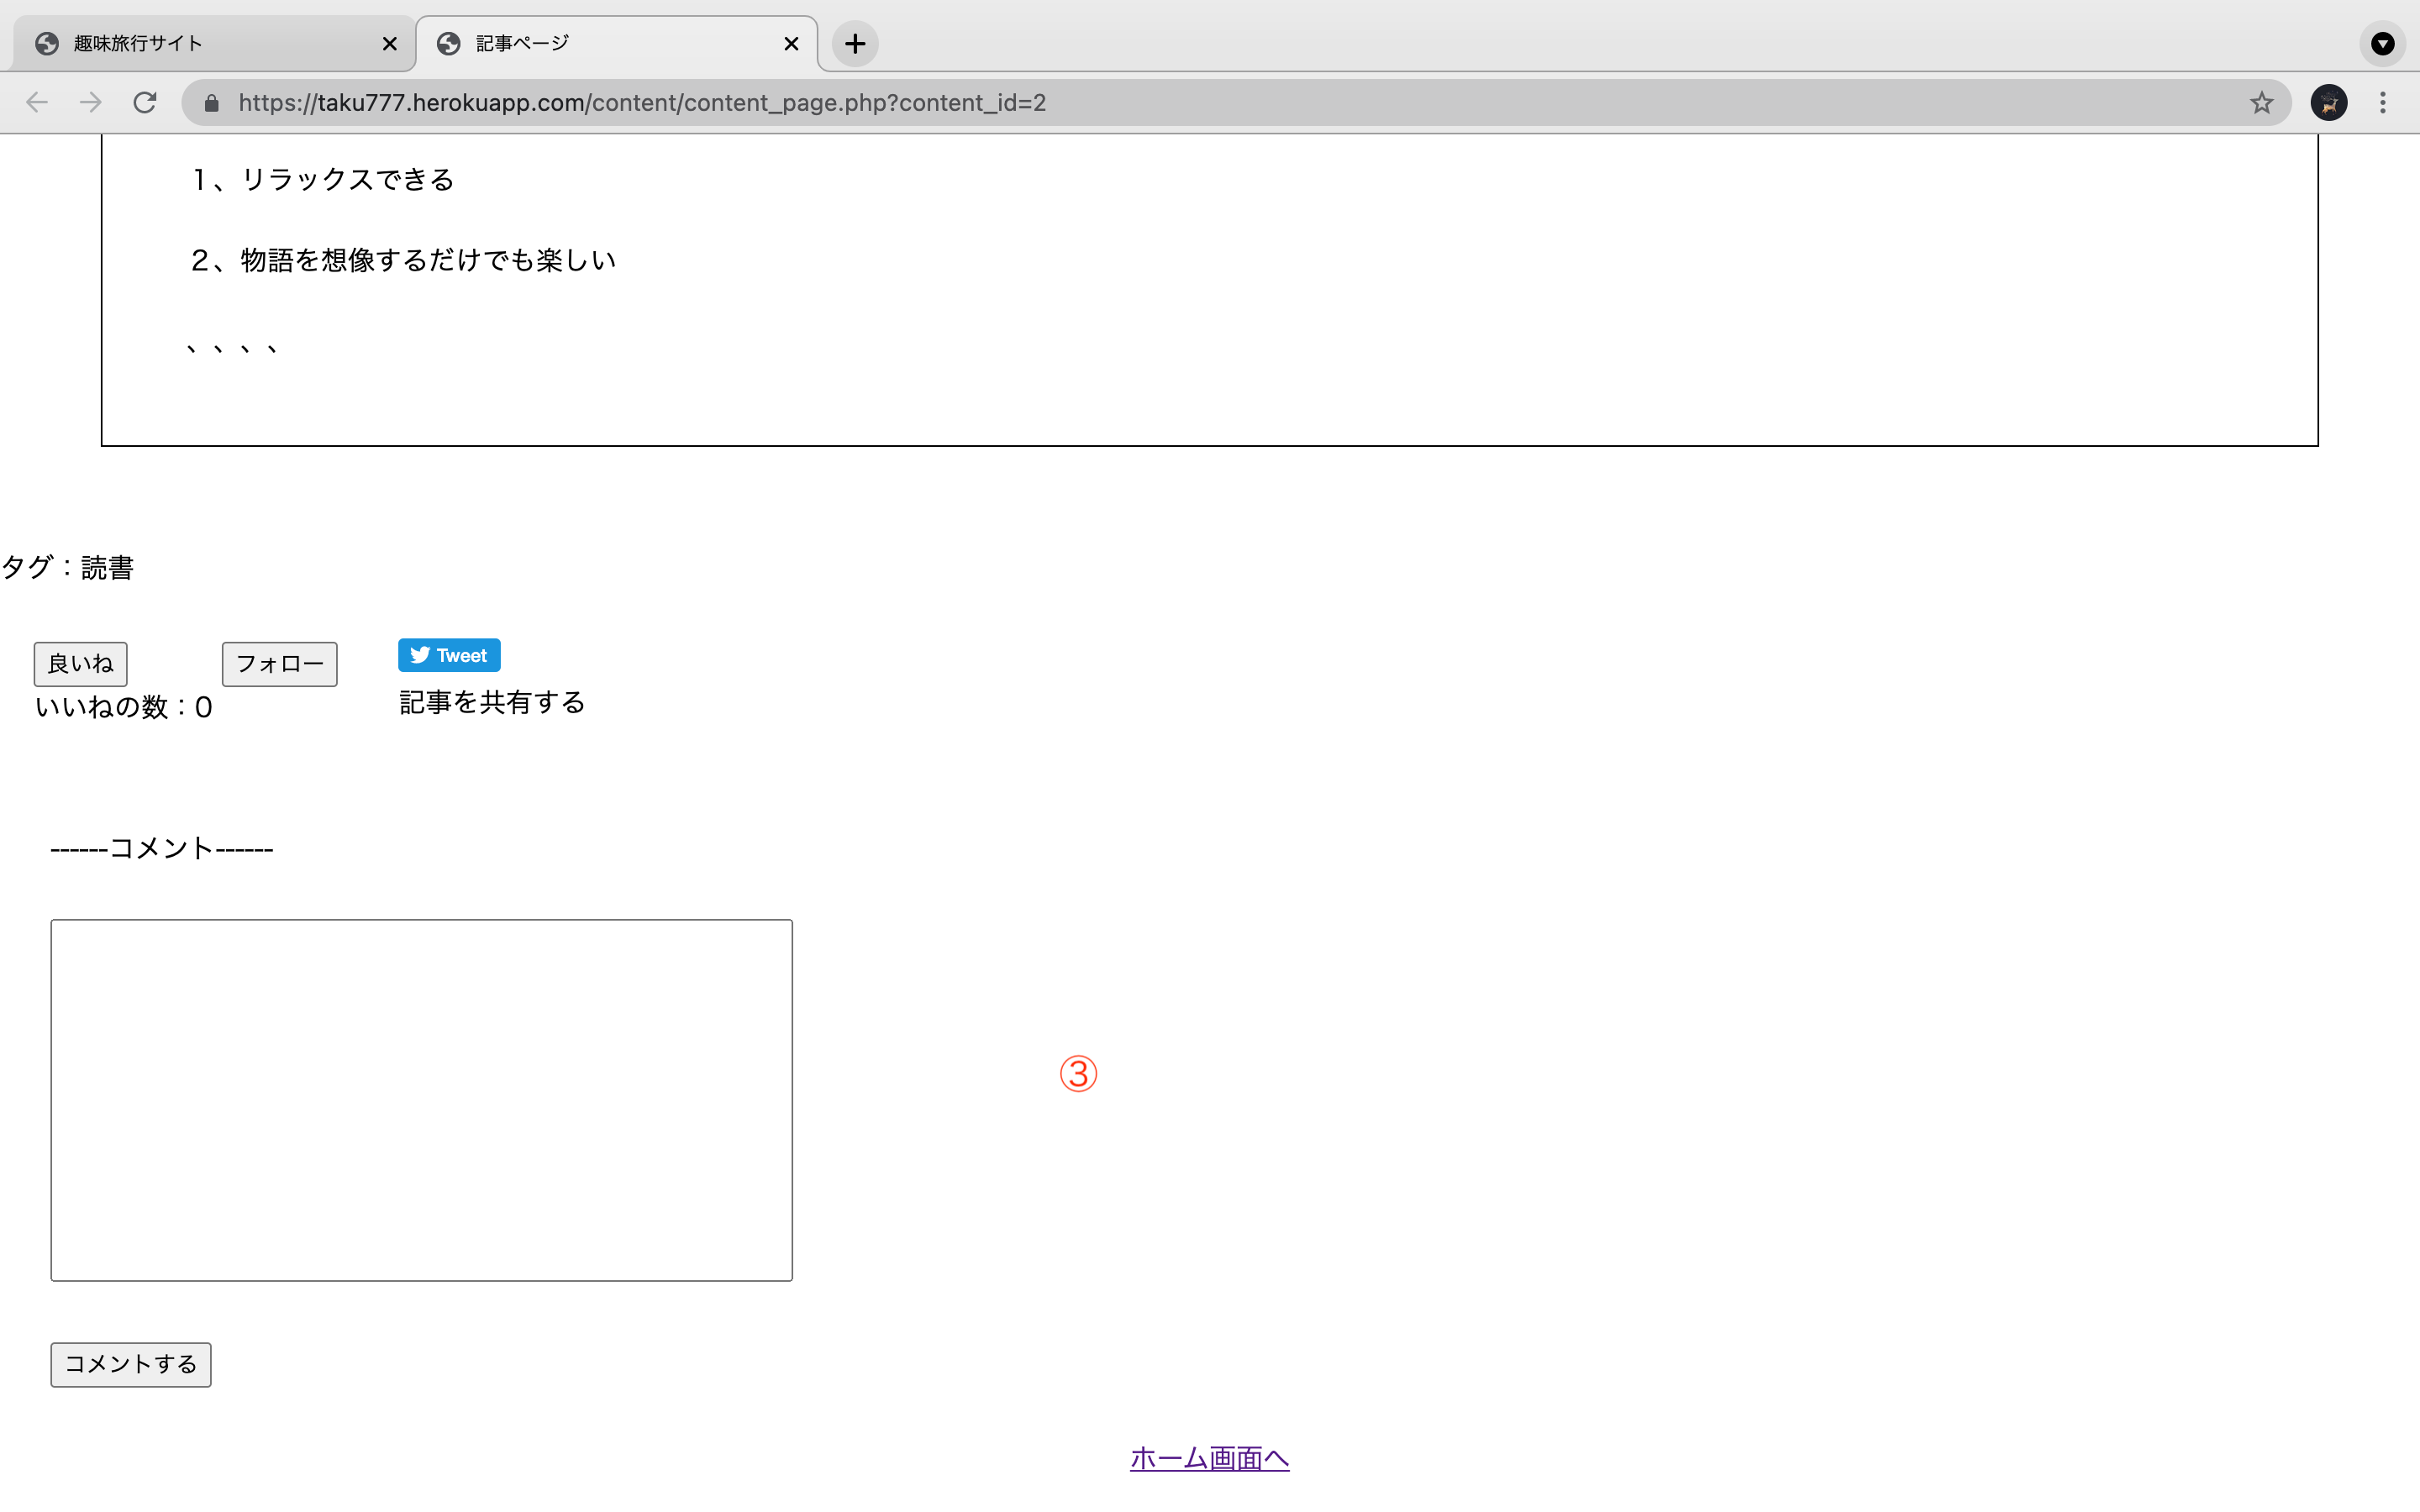 趣味旅行サイト
記事ページ
https://taku777.herokuapp.com/content/content_page.php?content_id=2
１、リラックスできる
２、物語を想像するだけでも楽しい
、、、、
タグ：読書
良いね フォロー Tweet
いいねの数：0 記事を共有する
------コメント------
③
コメントする
ホーム画面へ